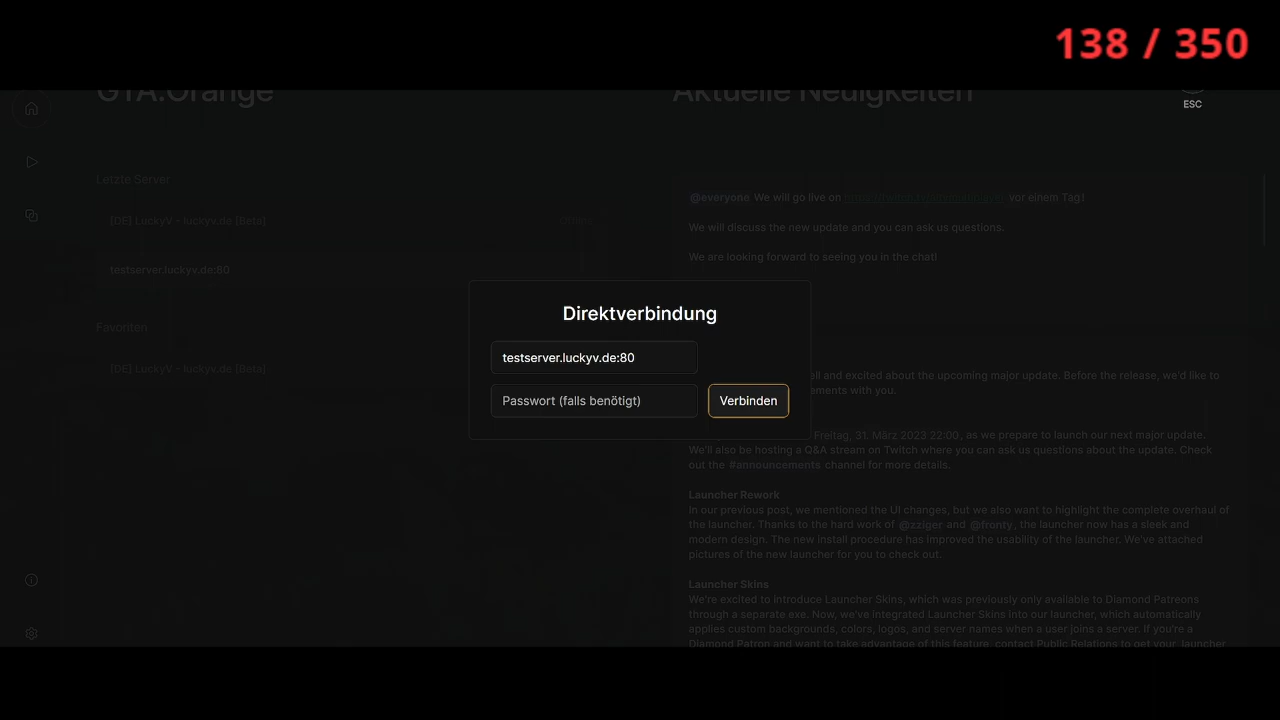 138 / 350
GTA:Orange
Aktuelle Neuigkeiten
ESC
Letzte Server
[DE] LuckyV - luckyv.de [Beta]
testserver.luckyv.de:80
Favoriten
[DE] LuckyV - luckyv.de [Beta]
@everyone We will go live on vor einem Tag!
We will discuss the new update and you can ask us questions.
We are looking forward to seeing you in the chat!
Direktverbindung
testserver.luckyv.de:80
Passwort (falls benötigt)
Verbinden
and excited about the upcoming major update. Before the release, we'd like to
with you.
Freitag, 31. März 2023 22:00, as we prepare to launch our next major update.
We'll also be hosting a Q&A stream on Twitch where you can ask us questions about the update. Check
out the #announcements channel for more details.
Launcher Rework
In our previous post, we mentioned the UI changes, but we also want to highlight the complete overhaul of
the launcher. Thanks to the hard work of @zziger and @fronty, the launcher now has a sleek and
modern design. The new install procedure has improved the usability of the launcher. We've attached
pictures of the new launcher for you to check out.
Launcher Skins
We're excited to introduce Launcher Skins, which was previously only available to Diamond Patreons
through a separate exe. Now, we've integrated Launcher Skins into our launcher, which automatically
applies custom backgrounds, colors, logos, and server names when a user joins a server. If you're a
Diamond Patron and want to take advantage of this feature, contact Public Relations to get your launcher